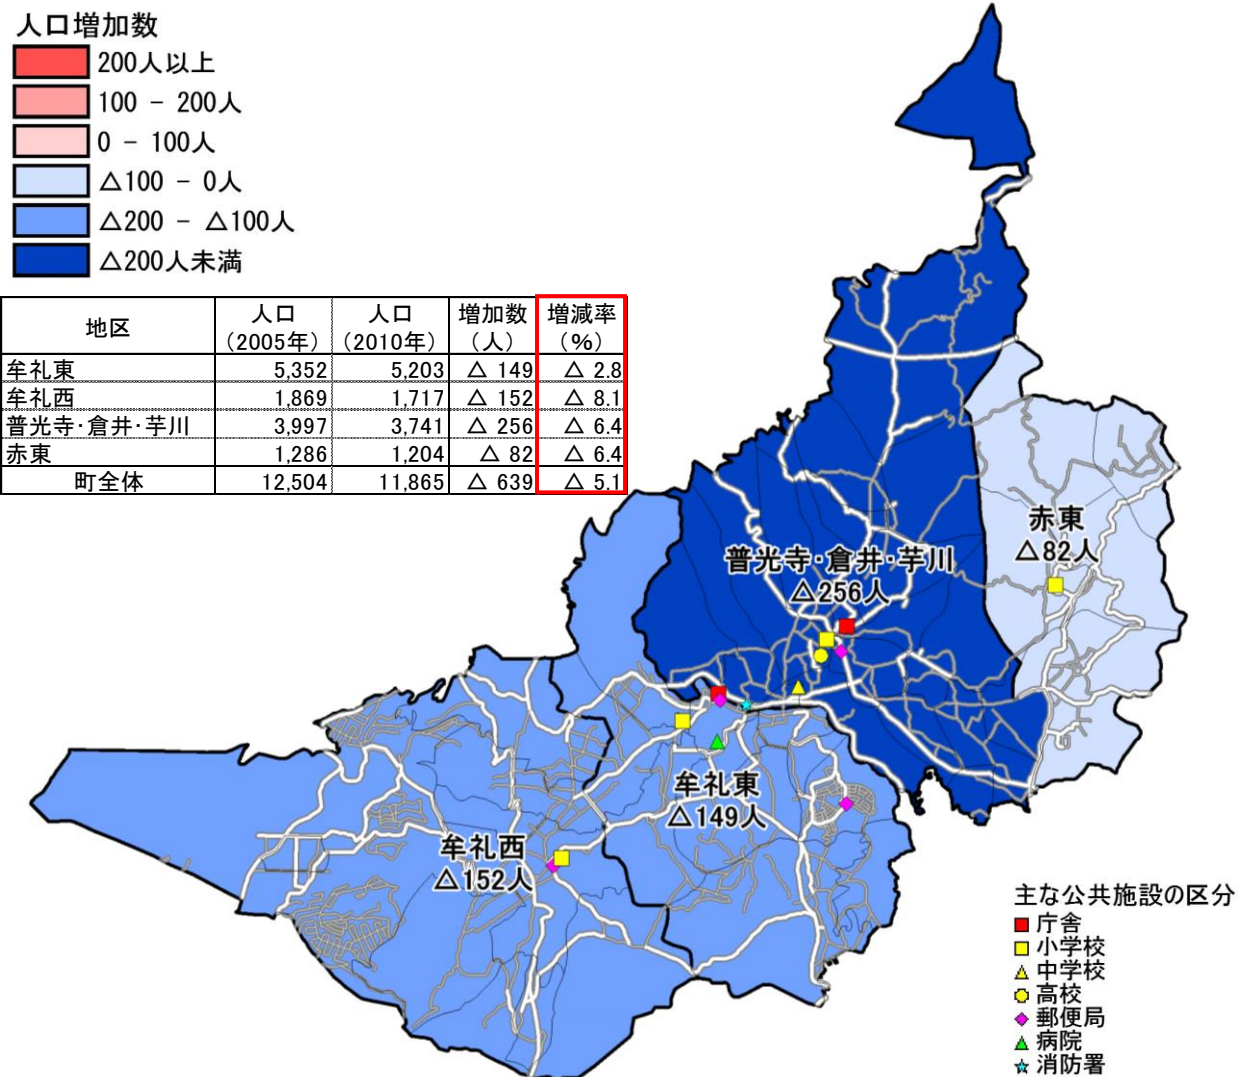 人口増加数
200人以上
100 － 200人
0 － 100人
△100 － 0人
△200 － △100人
△200人未満
地区 人口（2005年） 人口（2010年） 増加数（人） 増減率（%）
牟礼東 5,352 5,203 △ 149 △ 2.8
牟礼西 1,869 1,717 △ 152 △ 8.1
普光寺・倉井・芋川 3,997 3,741 △ 256 △ 6.4
赤東 1,286 1,204 △ 82 △ 6.4
町全体 12,504 11,865 △ 639 △ 5.1
赤東
△82人
普光寺・倉井・芋川
△256人
牟礼東
△149人
牟礼西
△152人
主な公共施設の区分
庁舎
小学校
中学校
高校
郵便局
病院
消防署